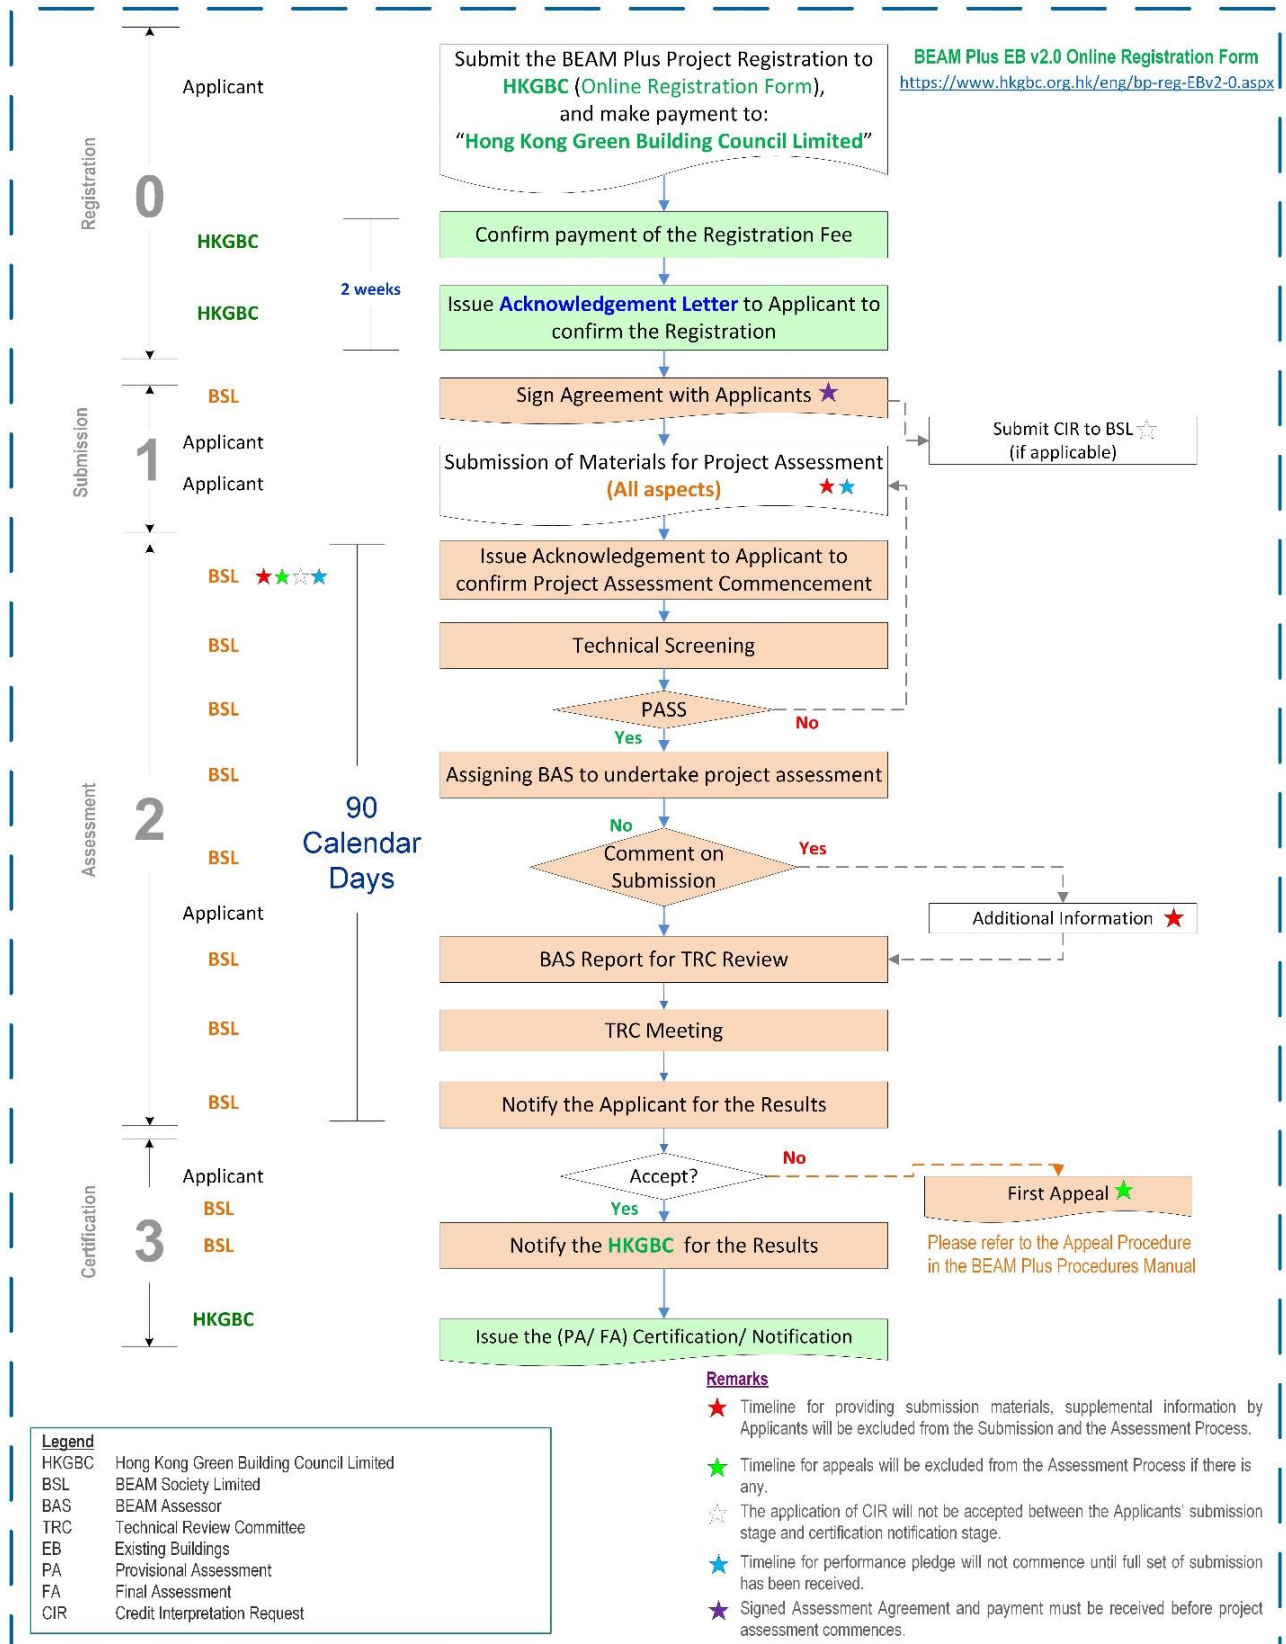 Submit the BEAM Plus Project Registration to
HKGBC (Online Registration Form),
and make payment to:
“Hong Kong Green Building Council Limited”
BEAM Plus EB v2.0 Online Registration Form
https://www.hkgbc.org.hk/eng/bp-reg-EBv2-0.aspx
Applicant
Registration
0
HKGBC
Confirm payment of the Registration Fee
2 weeks
HKGBC
Issue Acknowledgement Letter to Applicant to
confirm the Registration
BSL
Sign Agreement with Applicants
Submit CIR to BSL
(if applicable)
Submission
1
Applicant
Applicant
Submission of Materials for Project Assessment
(All aspects)
BSL
Issue Acknowledgement to Applicant to
confirm Project Assessment Commencement
BSL
Technical Screening
BSL
PASS
No
Yes
BSL
Assigning BAS to undertake project assessment
Assessment
2
90
Calendar
Days
No
BSL
Comment on
Submission
Yes
Applicant
Additional Information
BSL
BAS Report for TRC Review
BSL
TRC Meeting
BSL
Notify the Applicant for the Results
Certification
3
Applicant
Accept?
No
First Appeal
BSL
Yes
BSL
Notify the HKGBC for the Results
Please refer to the Appeal Procedure
in the BEAM Plus Procedures Manual
HKGBC
Issue the (PA/ FA) Certification/ Notification
Remarks
Timeline for providing submission materials, supplemental information by
Applicants will be excluded from the Submission and the Assessment Process.
Timeline for appeals will be excluded from the Assessment Process if there is
any.
The application of CIR will not be accepted between the Applicants' submission
stage and certification notification stage.
Timeline for performance pledge will not commence until full set of submission
has been received.
Signed Assessment Agreement and payment must be received before project
assessment commences.
Legend
HKGBC Hong Kong Green Building Council Limited
BSL BEAM Society Limited
BAS BEAM Assessor
TRC Technical Review Committee
EB Existing Buildings
PA Provisional Assessment
FA Final Assessment
CIR Credit Interpretation Request